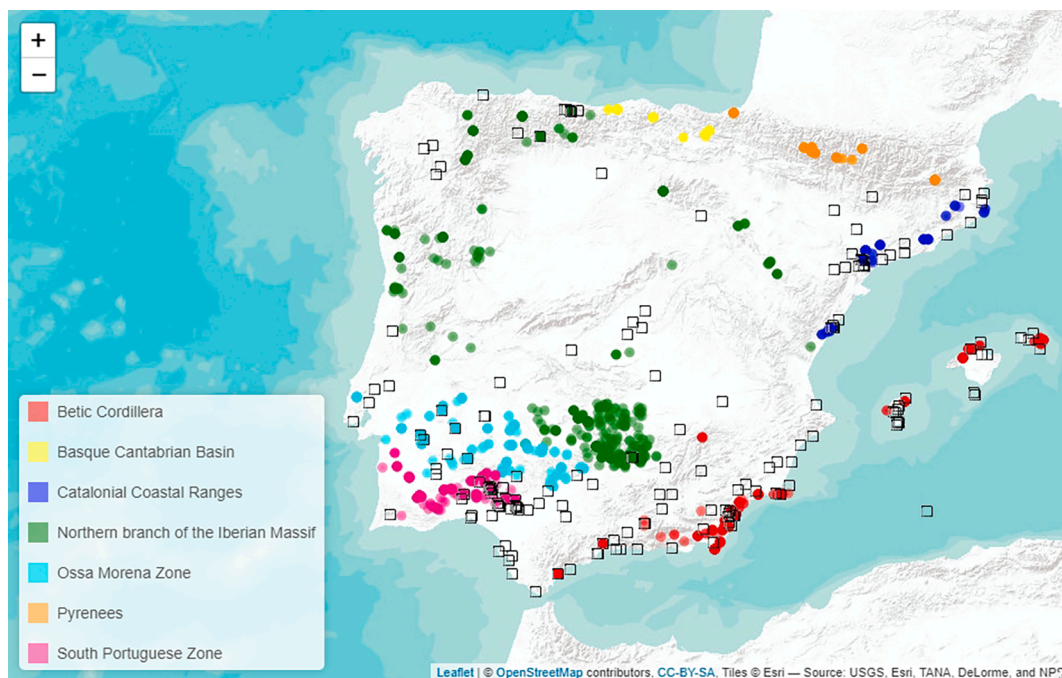 +
−
Betic Cordillera
Basque Cantabrian Basin
Catalonial Coastal Ranges
Northern branch of the Iberian Massif
Ossa Morena Zone
Pyrenees
South Portuguese Zone
Leaflet | © OpenStreetMap contributors, CC-BY-SA, Tiles © Esri — Source: USGS, Esri, TANA, DeLorme, and NPS